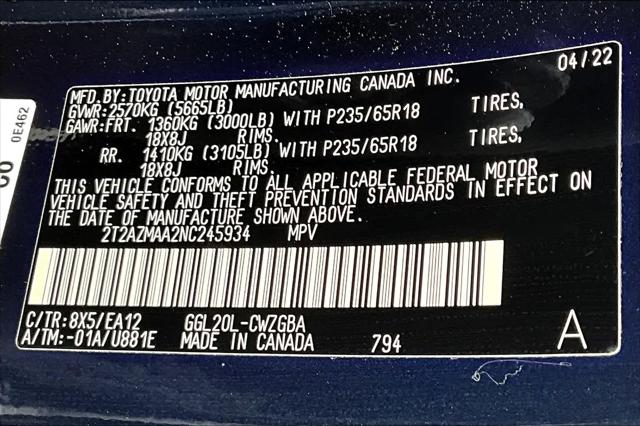 04/22
MFD. BY: TOYOTA MOTOR MANUFACTURING CANADA INC.
GVWR: 2570KG (5665LB)
GAWR: FRT. 1360KG (3000LB) WITH P235/65R18 TIRES,
18X8J RIMS.
RR. 1410KG (3105LB) WITH P235/65R18 TIRES,
18X8J RIMS.
THIS VEHICLE CONFORMS TO ALL APPLICABLE FEDERAL MOTOR
VEHICLE SAFETY AND THEFT PREVENTION STANDARDS IN EFFECT ON
THE DATE OF MANUFACTURE SHOWN ABOVE.
2T2AZMAA2NC245934 MPV
C/TR: 8X5/EA12 GGL20L-CWZGBA
A/TM: -01A/U881E MADE IN CANADA 794 A
0E462